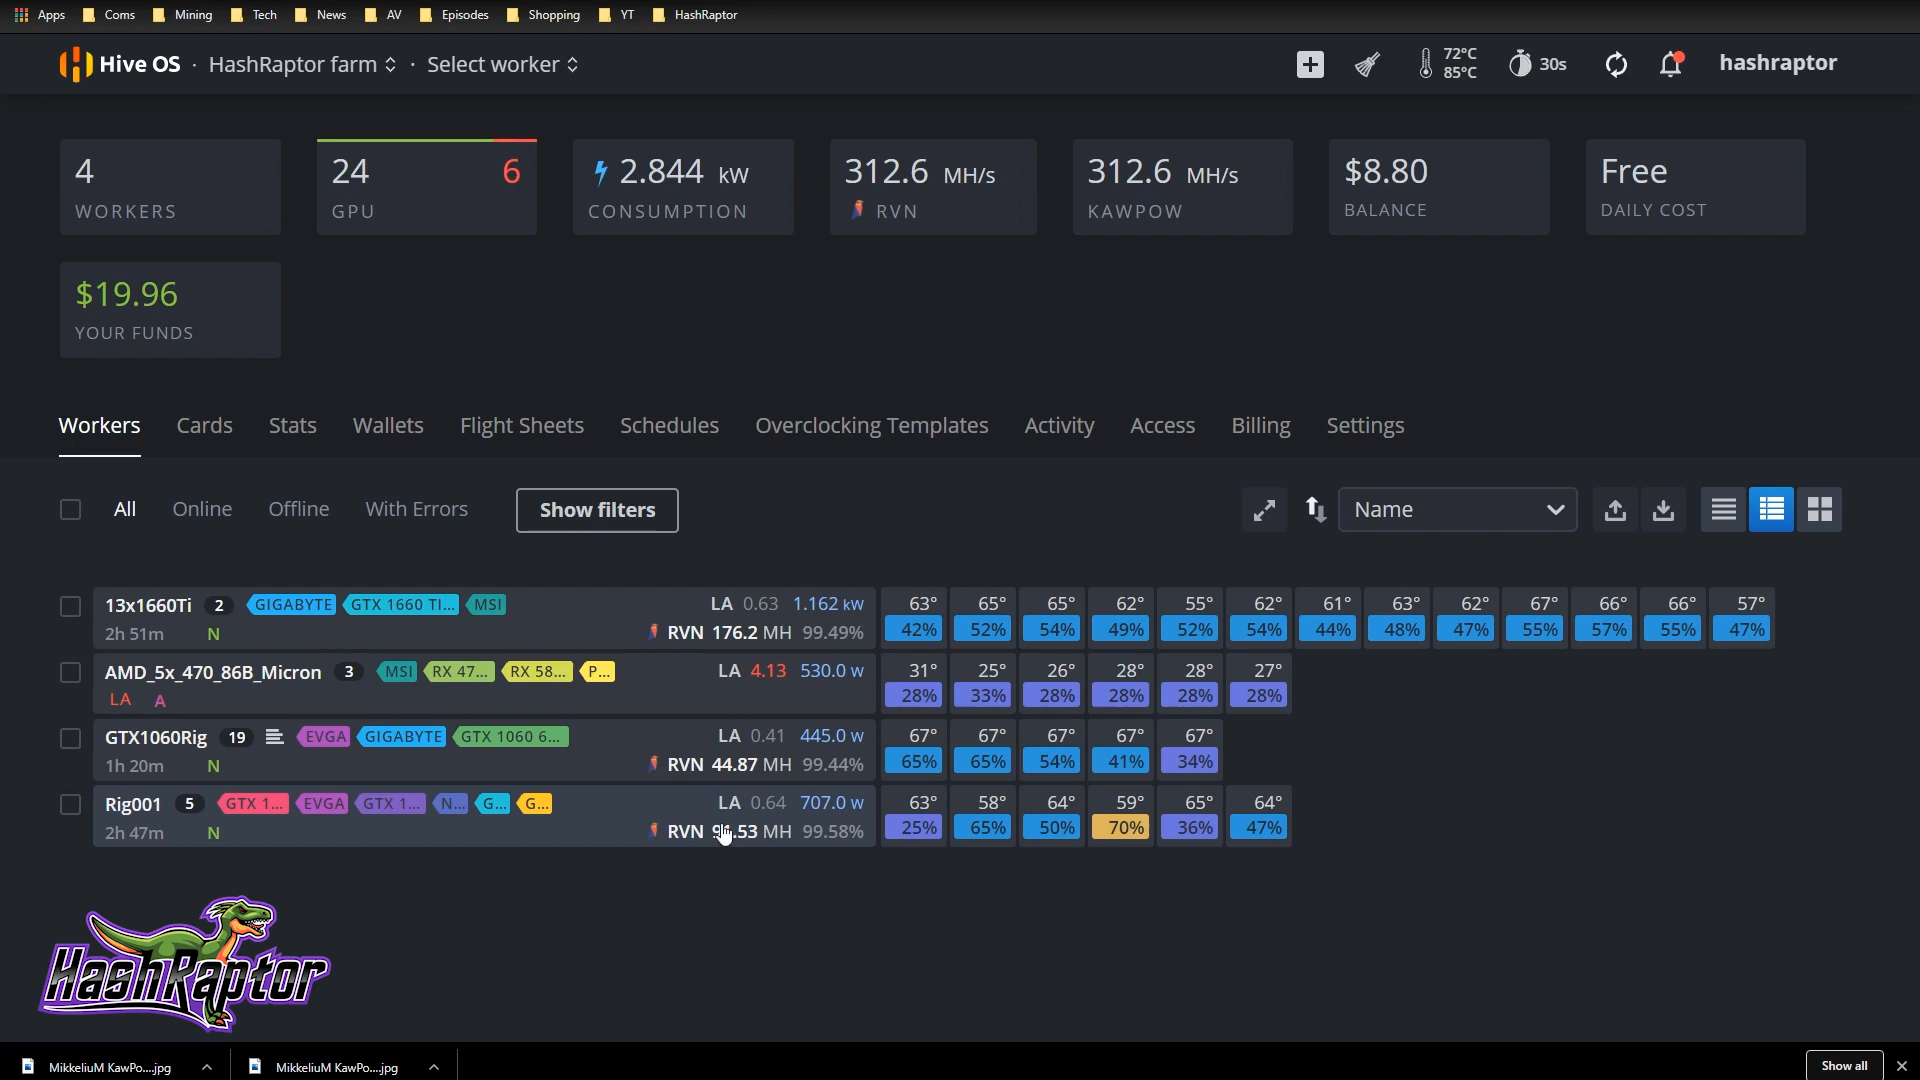 Apps Coms Mining Tech News AV Episodes Shopping YT HashRaptor
Hive OS · HashRaptor farm · Select worker
72°C
85°C
30s
hashraptor
4
WORKERS
24 6
GPU
2.844 kW
CONSUMPTION
312.6 MH/s
RVN
312.6 MH/s
KAWPOW
$8.80
BALANCE
Free
DAILY COST
$19.96
YOUR FUNDS
Workers Cards Stats Wallets Flight Sheets Schedules Overclocking Templates Activity Access Billing Settings
All Online Offline With Errors Show filters Name
13x1660Ti 2 GIGABYTE GTX 1660 TI... MSI LA 0.63 1.162 kW 63° 65° 65° 62° 55° 62° 61° 63° 62° 67° 66° 66° 57°
2h 51m N RVN 176.2 MH 99.49% 42% 52% 54% 49% 52% 54% 44% 48% 47% 55% 57% 55% 47%
AMD_5x_470_86B_Micron 3 MSI RX 47... RX 58... P... LA 4.13 530.0 w 31° 25° 26° 28° 28° 27°
LA A 28% 33% 28% 28% 28% 28%
GTX1060Rig 19 EVGA GIGABYTE GTX 1060 6... LA 0.41 445.0 w 67° 67° 67° 67° 67°
1h 20m N RVN 44.87 MH 99.44% 65% 65% 54% 41% 34%
Rig001 5 GTX 1... EVGA GTX 1... N... G... G... LA 0.64 707.0 w 63° 58° 64° 59° 65° 64°
2h 47m N RVN 91.53 MH 99.58% 25% 65% 50% 70% 36% 47%
HashRaptor
MikkeliuM KawPo....jpg MikkeliuM KawPo....jpg Show all